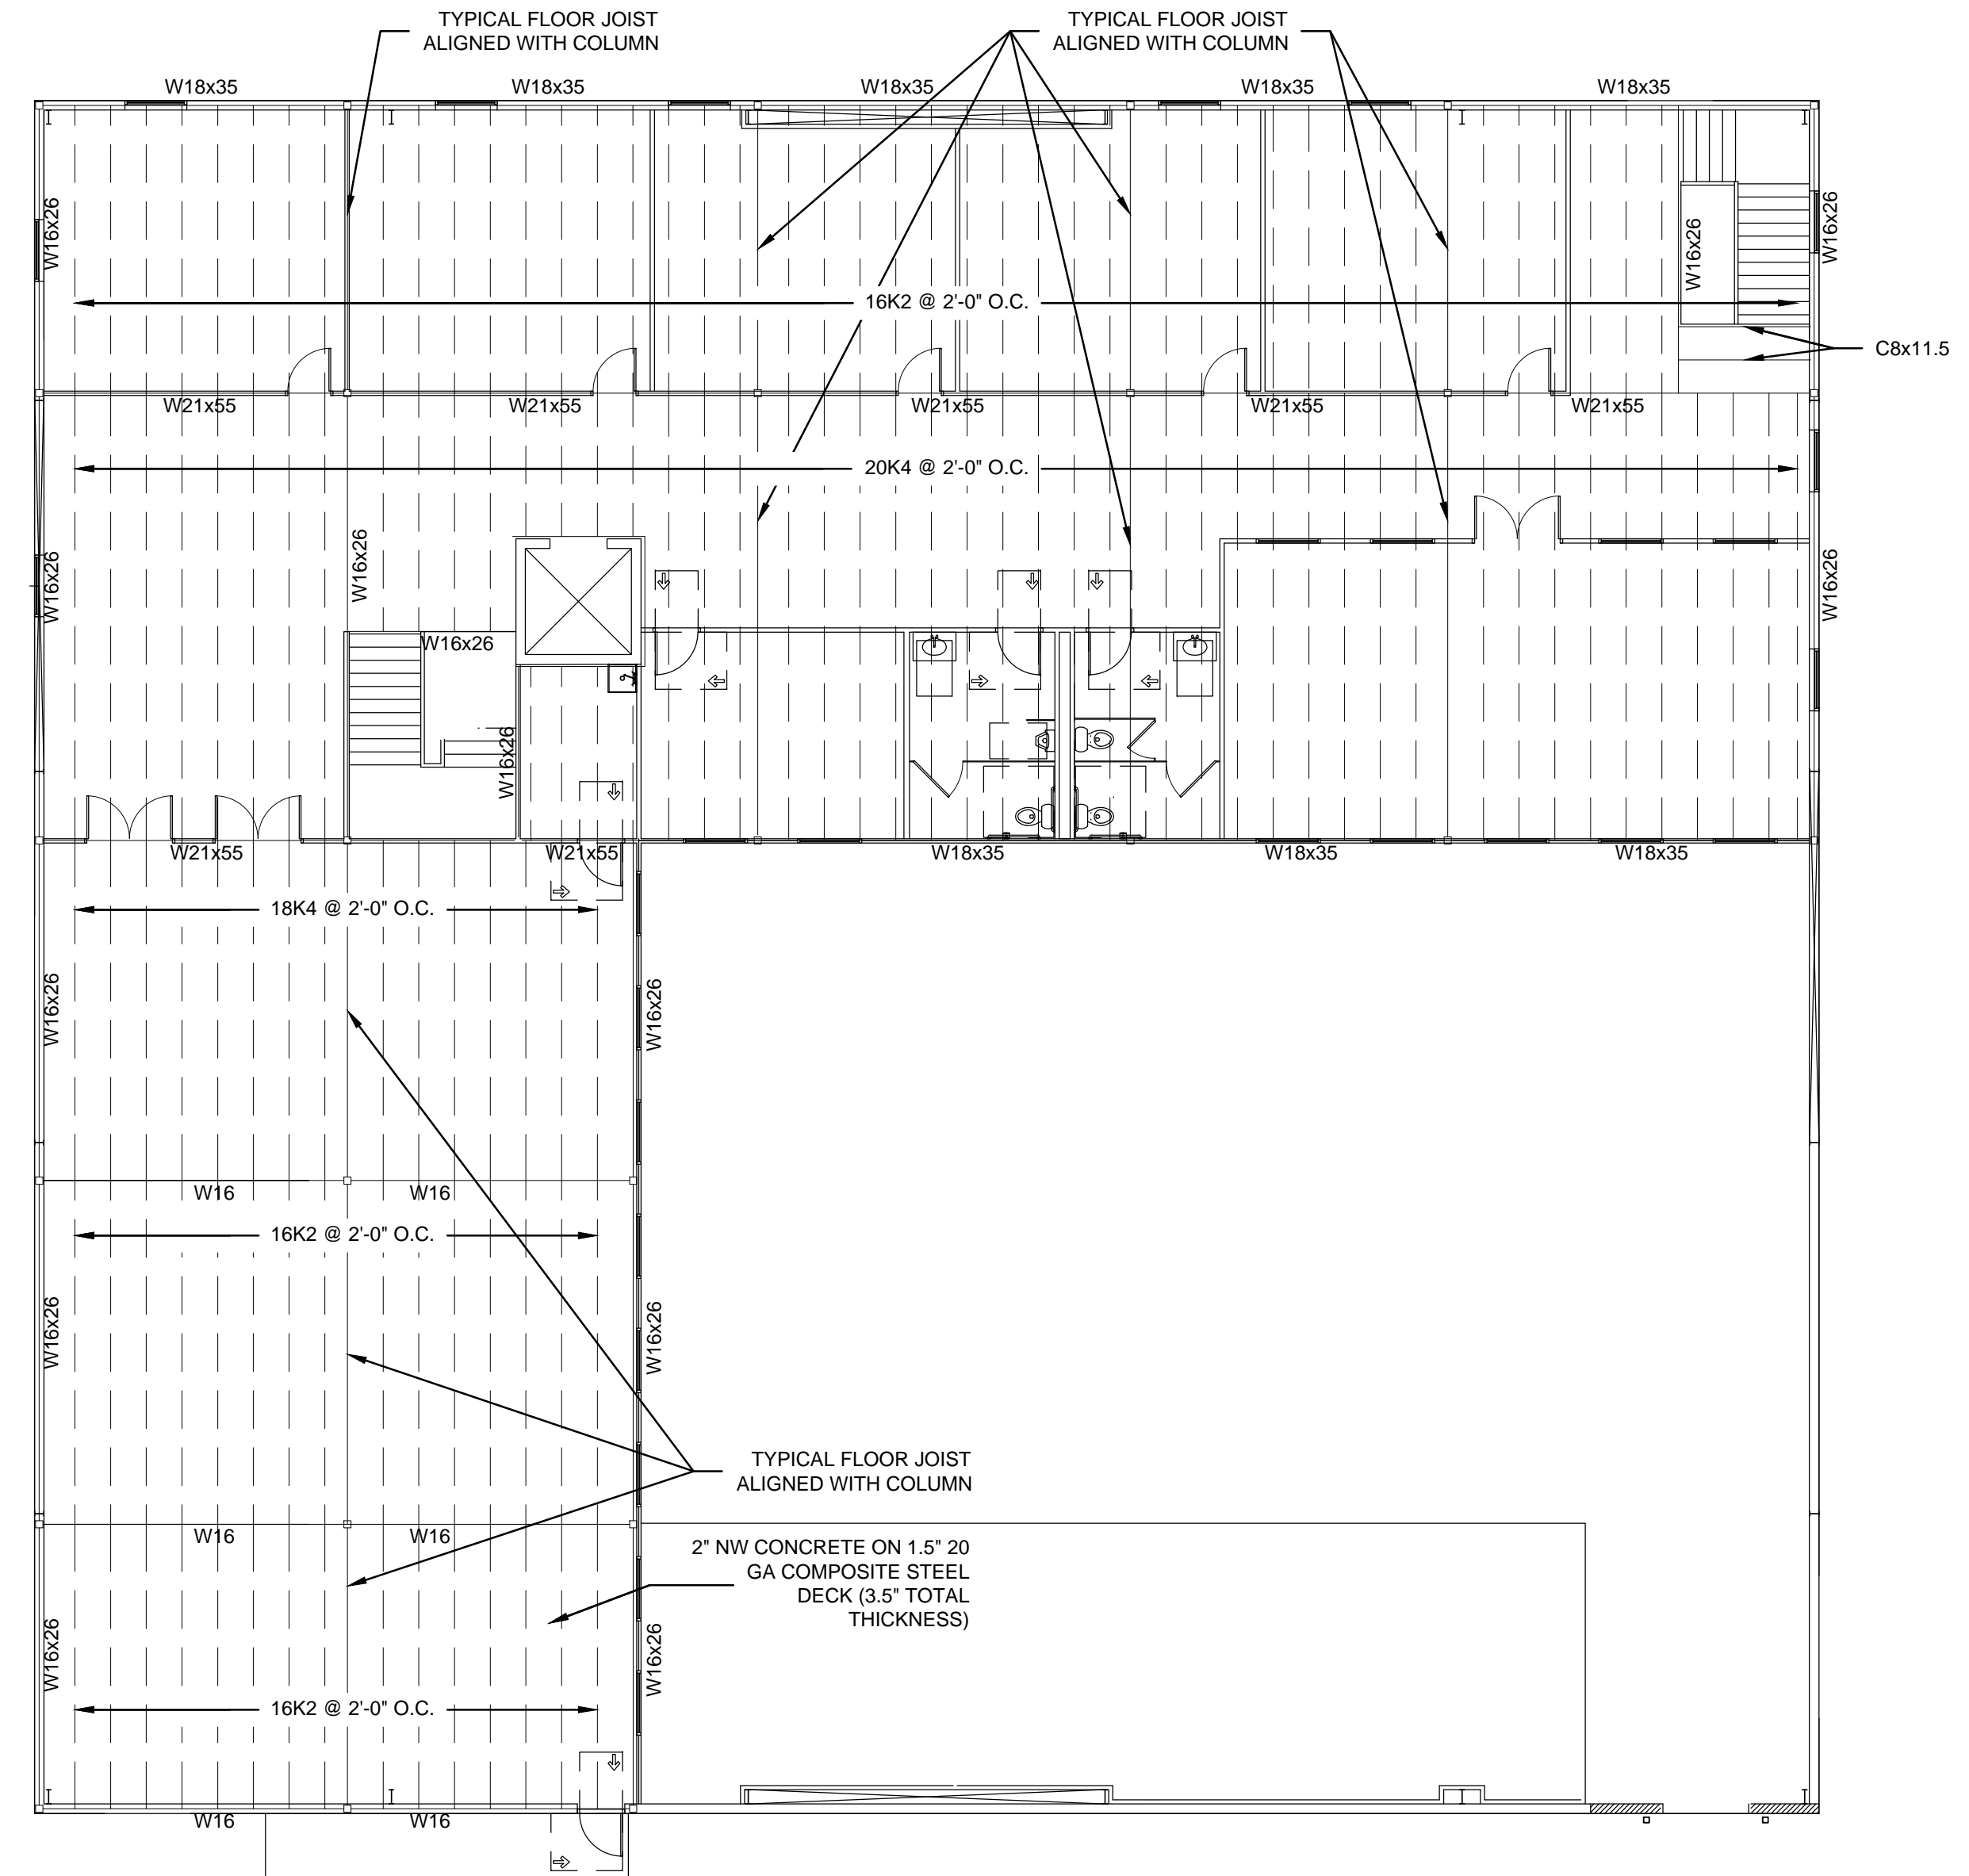 TYPICAL FLOOR JOIST
ALIGNED WITH COLUMN
TYPICAL FLOOR JOIST
ALIGNED WITH COLUMN
W18x35
W18x35
W18x35
W18x35
W18x35
W16x26
W16x26
W16x26
16K2 @ 2'-0" O.C.
C8x11.5
W21x55
W21x55
W21x55
W21x55
W21x55
20K4 @ 2'-0" O.C.
W16x26
W16x26
W16x26
W16x26
W16x26
W21x55
W21x55
W18x35
W18x35
W18x35
18K4 @ 2'-0" O.C.
W16x26
W16x26
W16
W16
16K2 @ 2'-0" O.C.
W16x26
W16x26
TYPICAL FLOOR JOIST
ALIGNED WITH COLUMN
W16
W16
2" NW CONCRETE ON 1.5" 20
GA COMPOSITE STEEL
DECK (3.5" TOTAL
THICKNESS)
W16x26
W16x26
16K2 @ 2'-0" O.C.
W16
W16